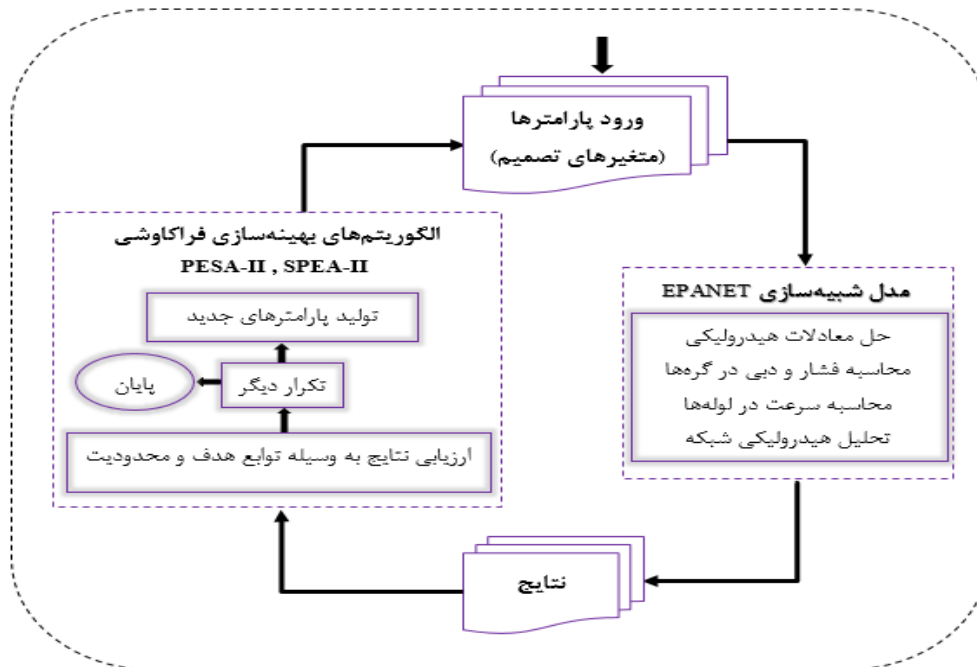 ورود پارامترها
(متغیرهای تصمیم)
الگوریتم‌های بهینه‌سازی فراکاوشی
PESA-II , SPEA-II
تولید پارامترهای جدید
تکرار دیگر
پایان
ارزیابی نتایج به وسیله توابع هدف و محدودیت
مدل شبیه‌سازی EPANET
حل معادلات هیدرولیکی
محاسبه فشار و دبی در گره‌ها
محاسبه سرعت در لوله‌ها
تحلیل هیدرولیکی شبکه
نتایج